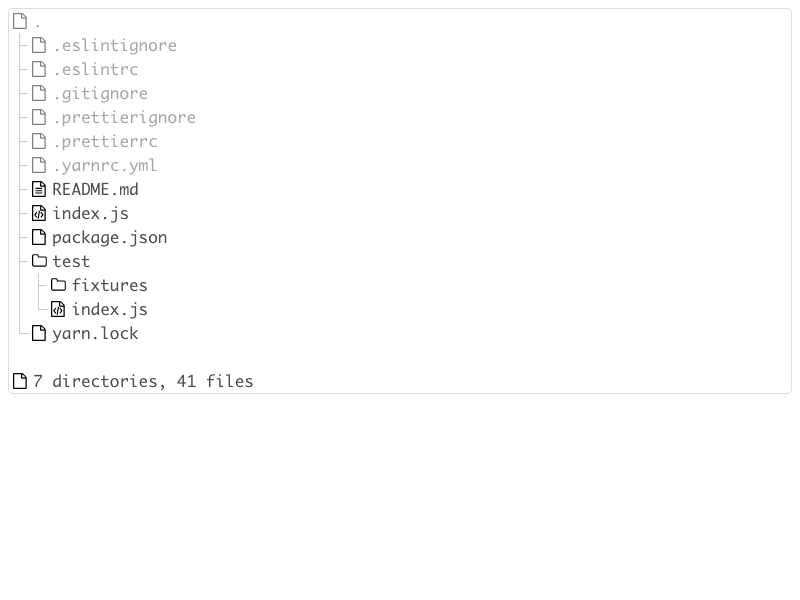 .
.eslintignore
.eslintrc
.gitignore
.prettierignore
.prettierrc
.yarnrc.yml
README.md
index.js
package.json
test
fixtures
index.js
yarn.lock
7 directories, 41 files